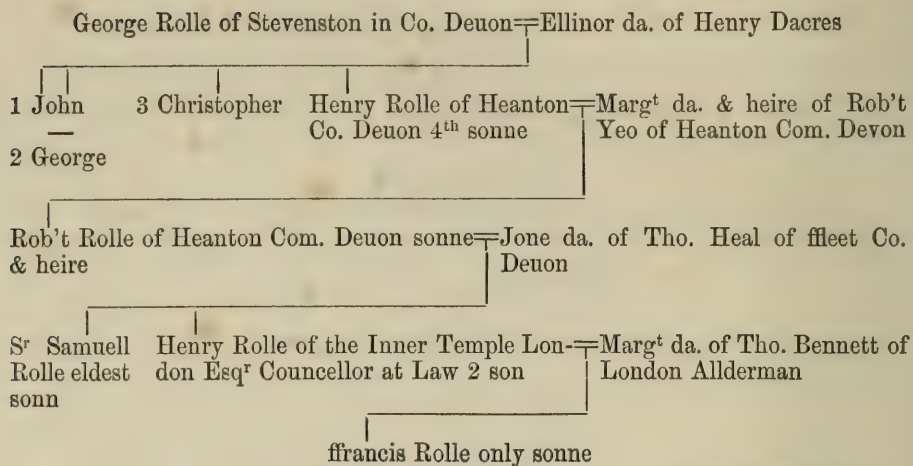 George Rolle of Stevenston in Co. Deuon=Ellinor da. of Henry Dacres
1 John 3 Christopher Henry Rolle of Heanton=Margᵗ da. & heire of Rob't
Co. Deuon 4ᵗʰ sonne Yeo of Heanton Com. Devon
2 George
Rob't Rolle of Heanton Com. Deuon sonne=Jone da. of Tho. Heal of ffleet Co.
& heire Deuon
Sʳ Samuell Henry Rolle of the Inner Temple Lon-=Margᵗ da. of Tho. Bennett of
Rolle eldest don Esqʳ Councellor at Law 2 son London Allderman
sonn
ffrancis Rolle only sonne